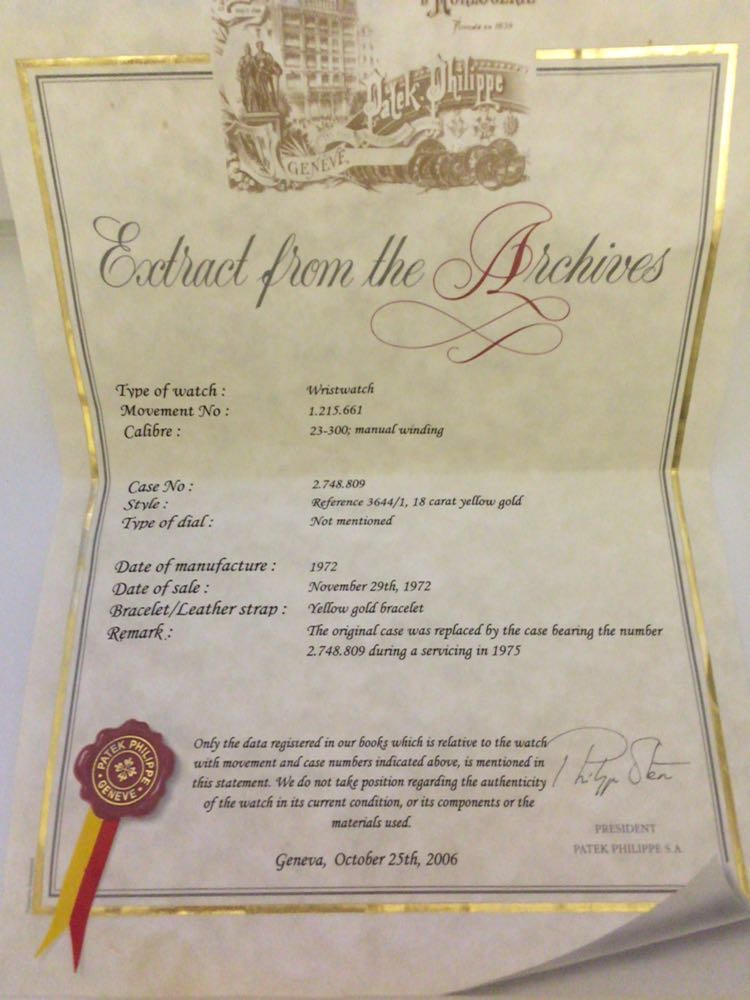 d'HORLOGERIE
Fondée en 1839
Patek Philippe
GENÈVE
Extract from the Archives
Type of watch : Wristwatch
Movement No : 1.215.661
Calibre : 23-300; manual winding
Case No : 2.748.809
Style : Reference 3644/1, 18 carat yellow gold
Type of dial : Not mentioned
Date of manufacture : 1972
Date of sale : November 29th, 1972
Bracelet/Leather strap : Yellow gold bracelet
Remark : The original case was replaced by the case bearing the number
2.748.809 during a servicing in 1975
Only the data registered in our books which is relative to the watch
with movement and case numbers indicated above, is mentioned in
this statement. We do not take position regarding the authenticity
of the watch in its current condition, or its components or the
materials used.
Geneva, October 25th, 2006
PATEK PHILIPPE
GENEVE
PRESIDENT
PATEK PHILIPPE S.A.